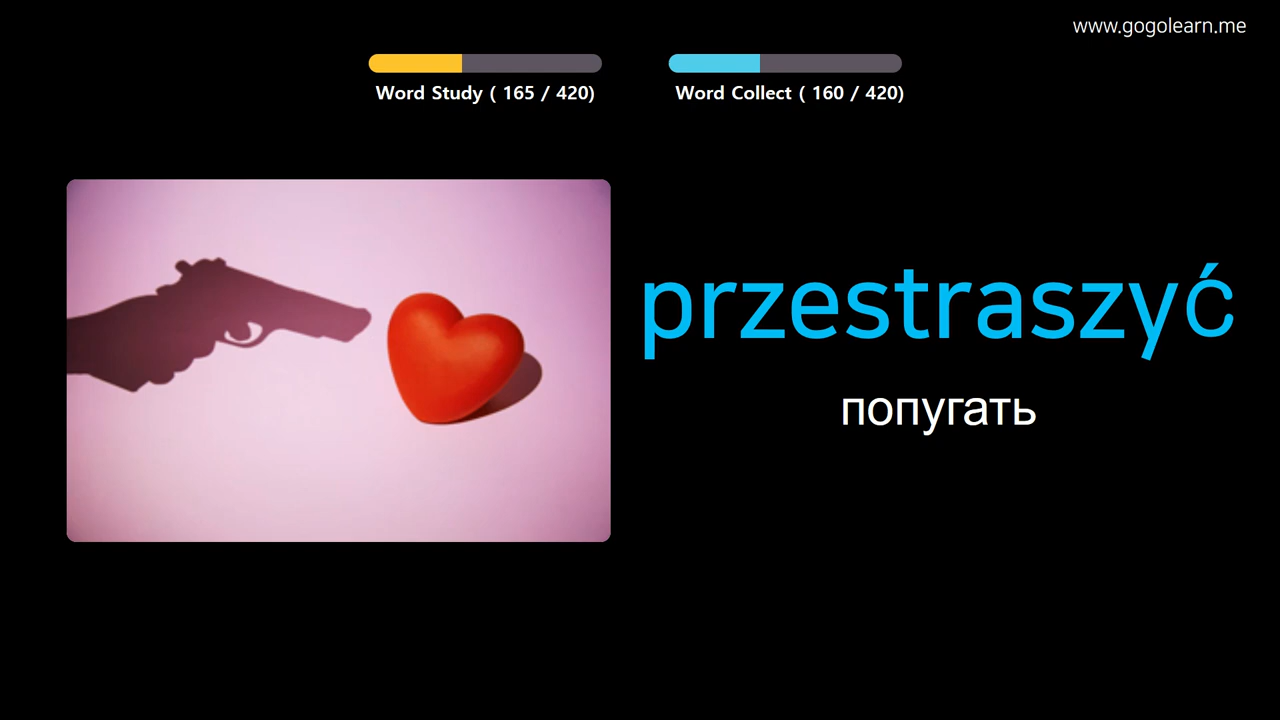 www.gogolearn.me
Word Study ( 165 / 420)
Word Collect ( 160 / 420)
przestraszyć
попугать